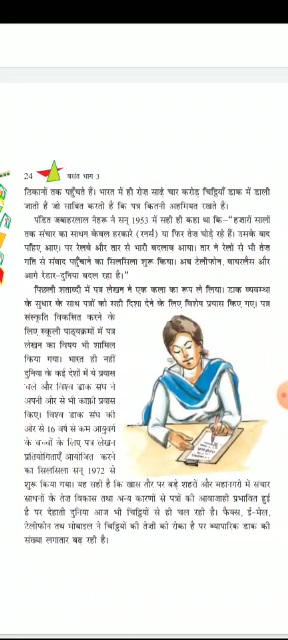 24 वसंत भाग 3
ठिकानों तक पहुँचते हैं। भारत में ही रोज साढ़े चार करोड़ चिट्ठियाँ डाक में डाली
जाती हैं जो साबित करती हैं कि पत्र कितनी अहमियत रखते हैं।
पंडित जवाहरलाल नेहरू ने सन् 1953 में सही ही कहा था कि–"हजारों सालों
तक संचार का साधन केवल हरकारे (रनर्स) या फिर तेज घोड़े रहे हैं। उसके बाद
पहिए आए। पर रेलवे और तार से भारी बदलाव आया। तार ने रेलों से भी तेज
गति से संवाद पहुँचाने का सिलसिला शुरू किया। अब टेलीफोन, वायरलैस और
आगे रेडार-दुनिया बदल रहा है।"
पिछली शताब्दी में पत्र लेखन ने एक कला का रूप ले लिया। डाक व्यवस्था
के सुधार के साथ पत्रों को सही दिशा देने के लिए विशेष प्रयास किए गए। पत्र
संस्कृति विकसित करने के
लिए स्कूली पाठ्यक्रमों में पत्र
लेखन का विषय भी शामिल
किया गया। भारत ही नहीं
दुनिया के कई देशों में ये प्रयास
चले और विश्व डाक संघ ने
अपनी ओर से भी काफ़ी प्रयास
किए। विश्व डाक संघ की
ओर से 16 वर्ष से कम आयुवर्ग
के बच्चों के लिए पत्र लेखन
प्रतियोगिताएँ आयोजित करने
का सिलसिला सन् 1972 से
शुरू किया गया। यह सही है कि खास तौर पर बड़े शहरों और महानगरों में संचार
साधनों के तेज विकास तथा अन्य कारणों से पत्रों की आवाजाही प्रभावित हुई
है पर देहाती दुनिया आज भी चिट्ठियों से ही चल रही है। फैक्स, ई-मेल,
टेलीफोन तथा मोबाइल ने चिट्ठियों की तेजी को रोका है पर व्यापारिक डाक की
संख्या लगातार बढ़ रही है।